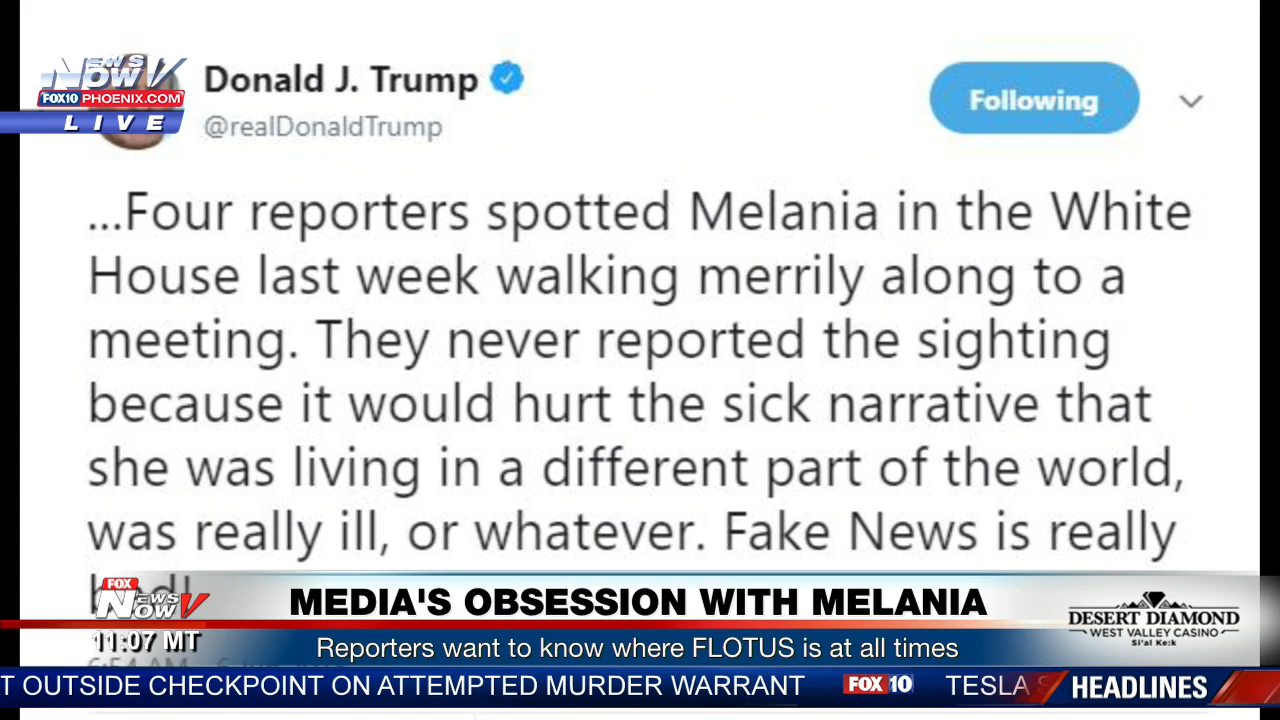 NEWS
NOW
FOX10 PHOENIX.COM
LIVE
Donald J. Trump
@realDonaldTrump
Following
...Four reporters spotted Melania in the White
House last week walking merrily along to a
meeting. They never reported the sighting
because it would hurt the sick narrative that
she was living in a different part of the world,
was really ill, or whatever. Fake News is really
FOX
NEWS
NOW
11:07 MT
MEDIA'S OBSESSION WITH MELANIA
Reporters want to know where FLOTUS is at all times
DESERT DIAMOND
WEST VALLEY CASINO
Si'al Ke:k
T OUTSIDE CHECKPOINT ON ATTEMPTED MURDER WARRANT FOX 10 TESLA HEADLINES